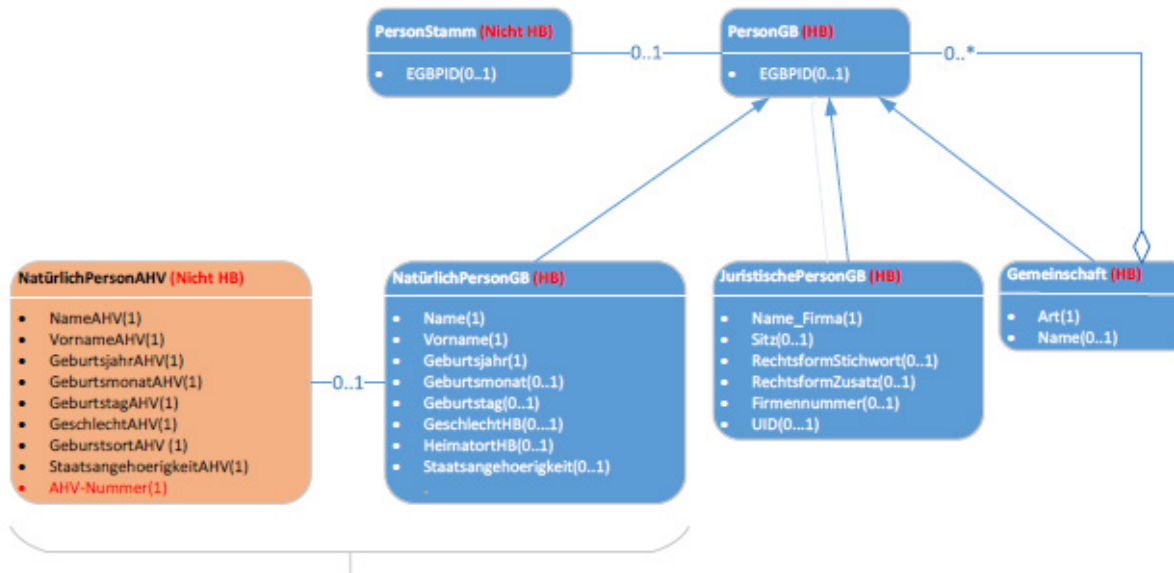 PersonStamm (Nicht HB)
• EGBPID(0..1)
0..1
PersonGB (HB)
• EGBPID(0..1)
0..*
NatürlichPersonAHV (Nicht HB)
• NameAHV(1)
• VornameAHV(1)
• GeburtsjahrAHV(1)
• GeburtsmonatAHV(1)
• GeburtstagAHV(1)
• GeschlechtAHV(1)
• GeburstsortAHV (1)
• StaatsangehoerigkeitAHV(1)
• AHV-Nummer(1)
0..1
NatürlichPersonGB (HB)
• Name(1)
• Vorname(1)
• Geburtsjahr(1)
• Geburtsmonat(0..1)
• Geburtstag(0..1)
• GeschlechtHB(0...1)
• HeimatortHB(0..1)
• Staatsangehoerigkeit(0..1)
JuristischePersonGB (HB)
• Name_Firma(1)
• Sitz(0..1)
• RechtsformStichwort(0..1)
• RechtsformZusatz(0..1)
• Firmennummer(0..1)
• UID(0...1)
Gemeinschaft (HB)
• Art(1)
• Name(0..1)